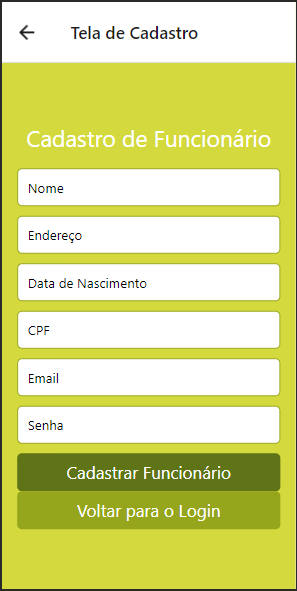 Tela de Cadastro
Cadastro de Funcionário
Nome
Endereço
Data de Nascimento
CPF
Email
Senha
Cadastrar Funcionário
Voltar para o Login